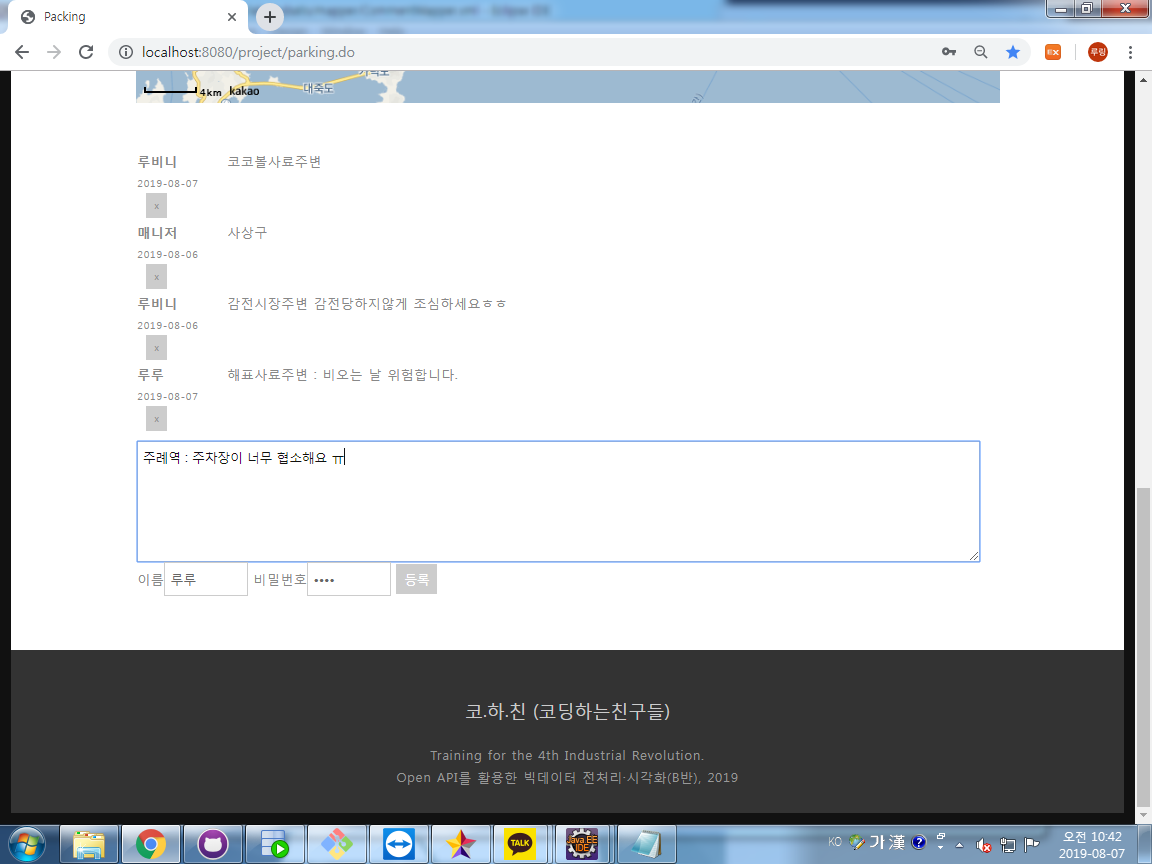 Packing
localhost:8080/project/parking.do
루링
4km kakao 대죽도
루비니 코코볼사료주변
2019-08-07
x
매니저 사상구
2019-08-06
x
루비니 감전시장주변 감전당하지않게 조심하세요ㅎㅎ
2019-08-06
x
루루 해표사료주변 : 비오는 날 위험합니다.
2019-08-07
x
주례역 : 주차장이 너무 협소해요 ㅠ
이름 루루 비밀번호 •••• 등록
코.하.친 (코딩하는친구들)
Training for the 4th Industrial Revolution.
Open API를 활용한 빅데이터 전처리·시각화(B반), 2019
TALK
Java EE
IDE
KO 가 漢
오전 10:42
2019-08-07